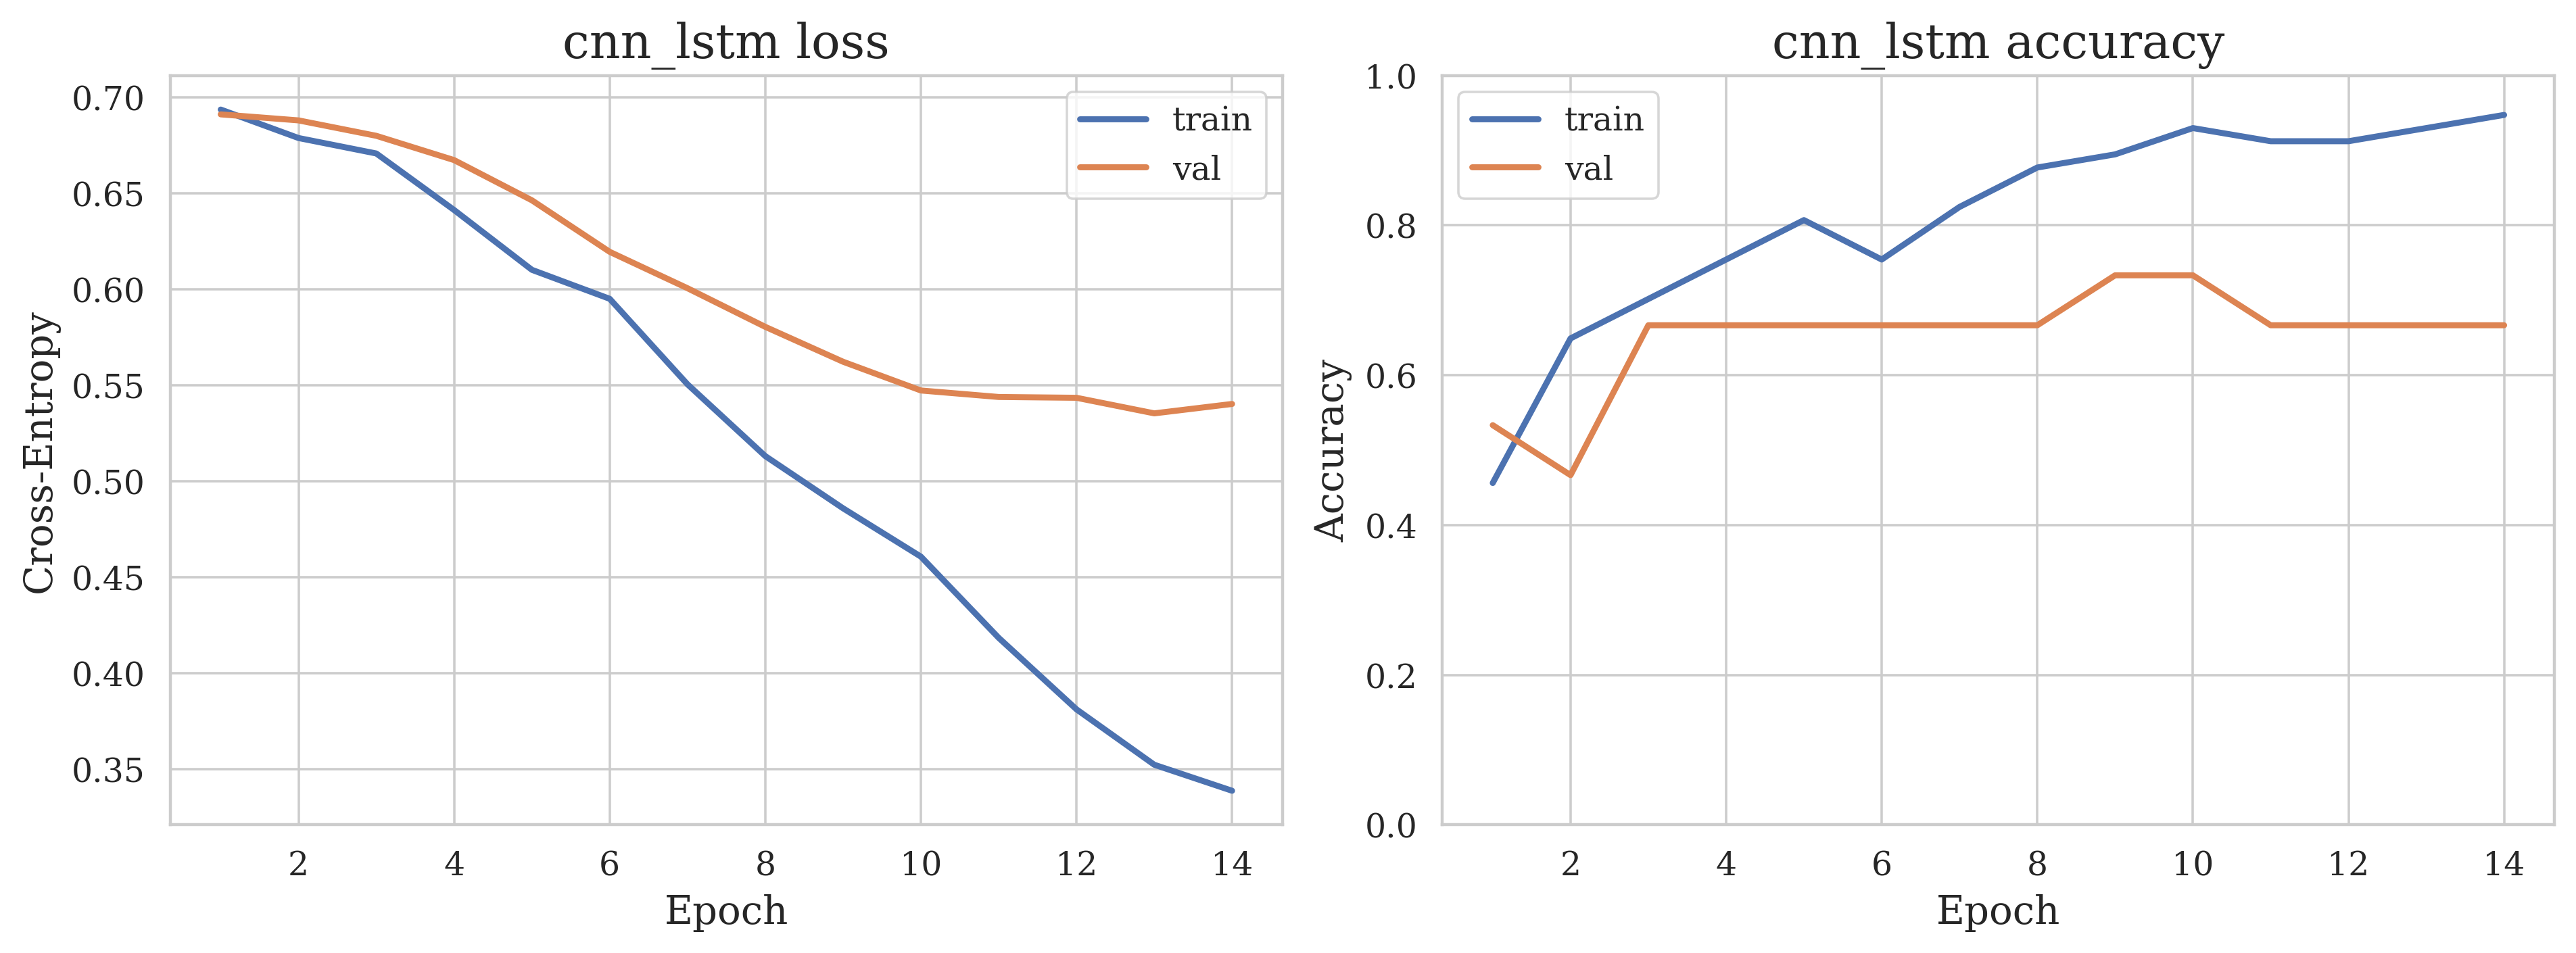 cnn_lstm loss
0.70
0.65
0.60
0.55
0.50
0.45
0.40
0.35
Cross-Entropy
train
val
2 4 6 8 10 12 14
Epoch
cnn_lstm accuracy
1.0
0.8
0.6
0.4
0.2
0.0
Accuracy
train
val
2 4 6 8 10 12 14
Epoch